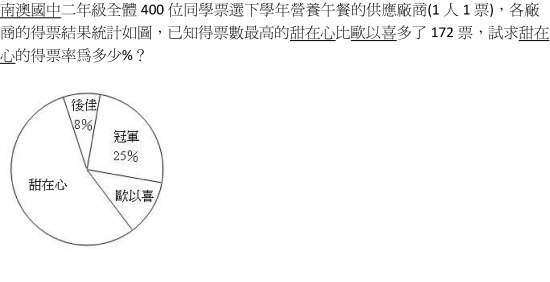 南澳國中二年級全體 400 位同學票選下學年營養午餐的供應廠商(1 人 1 票)，各廠
商的得票結果統計如圖，已知得票數最高的甜在心比歐以喜多了 172 票，試求甜在
心的得票率為多少%？
後佳
8%
冠軍
25%
甜在心
歐以喜